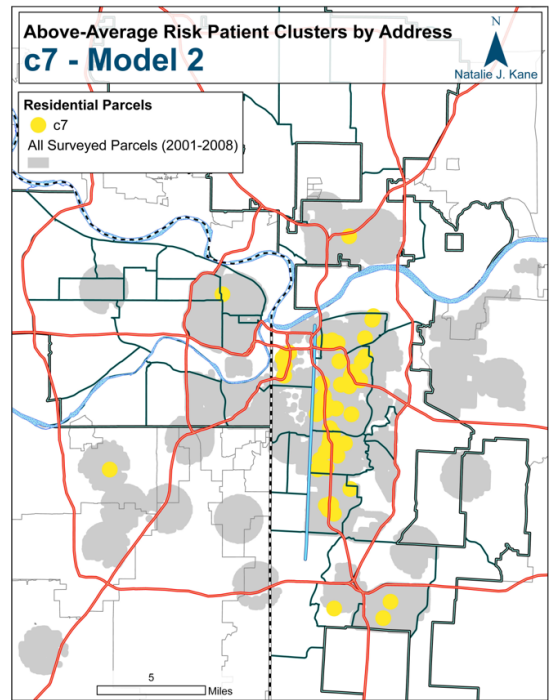 Above-Average Risk Patient Clusters by Address
c7 - Model 2
N
Natalie J. Kane
Residential Parcels
c7
All Surveyed Parcels (2001-2008)
5
Miles